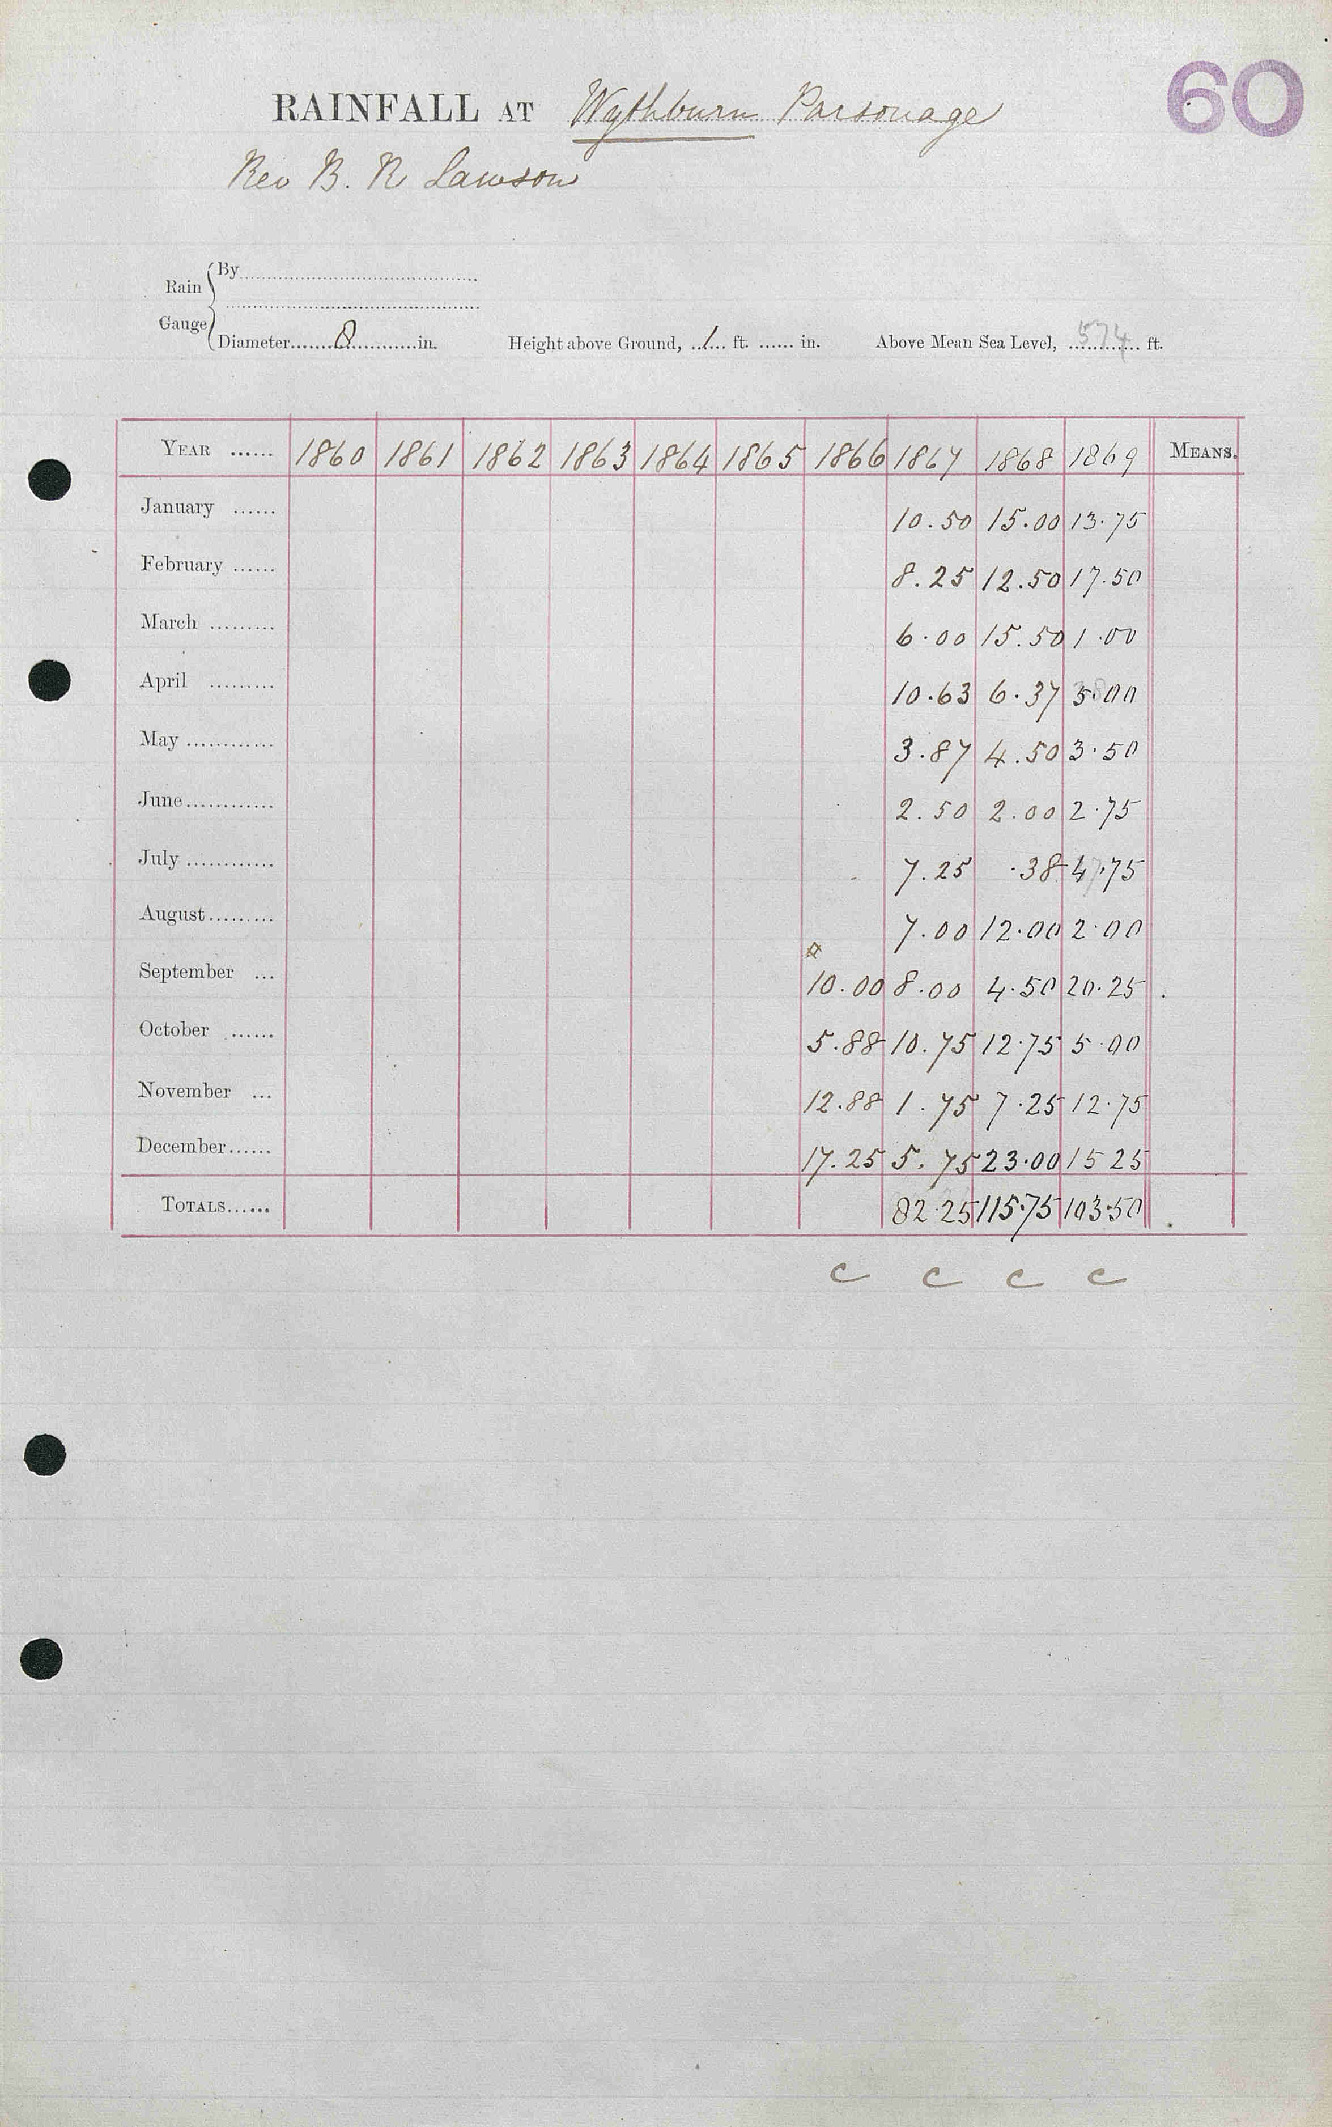 60
RAINFALL AT Wythburn Parsonage
Rev B. R Lawson
Rain Gauge
By
Diameter 8 in. Height above Ground, 1 ft. in. Above Mean Sea Level, 574 ft.
YEAR 1860 1861 1862 1863 1864 1865 1866 1867 1868 1869 MEANS.
January 10.50 15.00 13.75
February 8.25 12.50 17.50
March 6.00 15.50 1.00
April 10.63 6.37 5.00
May 3.87 4.50 3.50
June 2.50 2.00 2.75
July 7.25 .38 4.75
August 7.00 12.00 2.00
September 10.00 8.00 4.50 20.25
October 5.88 10.75 12.75 5.00
November 12.88 1.75 7.25 12.75
December 17.25 5.75 23.00 15 25
TOTALS 82.25 115.75 103.50
c c c c